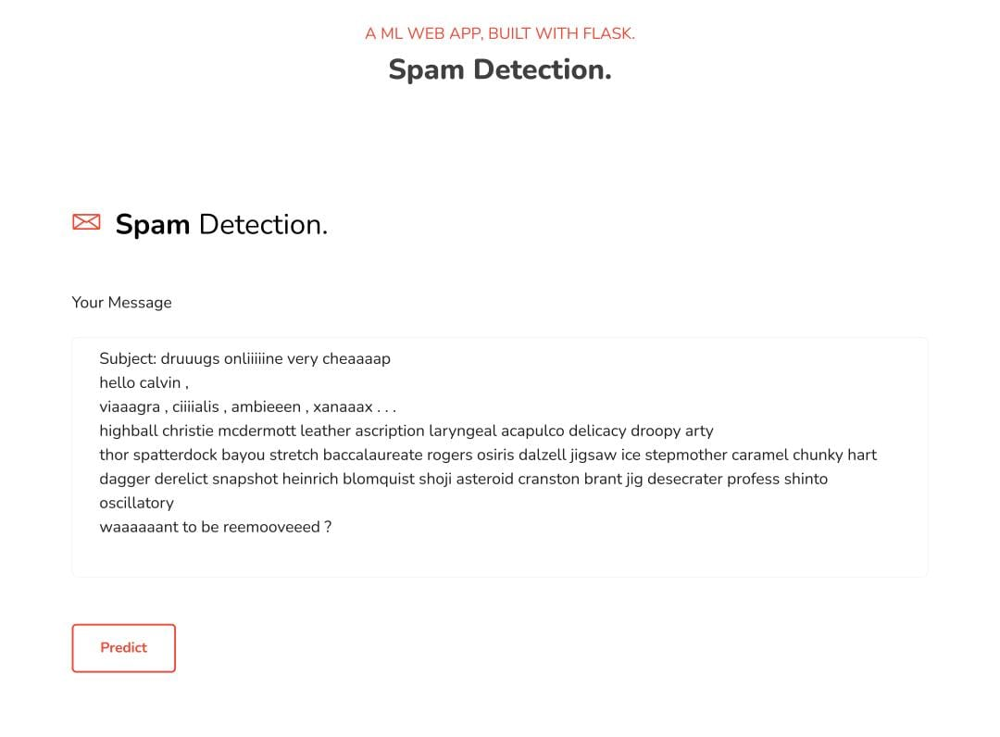 A ML WEB APP, BUILT WITH FLASK.
Spam Detection.
Spam Detection.
Your Message
Subject: druuugs onliiiiine very cheaaaap
hello calvin ,
viaaagra , ciiiialis , ambieeen , xanaaax . . .
highball christie mcdermott leather ascription laryngeal acapulco delicacy droopy arty
thor spatterdock bayou stretch baccalaureate rogers osiris dalzell jigsaw ice stepmother caramel chunky hart
dagger derelict snapshot heinrich blomquist shoji asteroid cranston brant jig desecrater profess shinto
oscillatory
waaaaaant to be reemooveeed ?
Predict